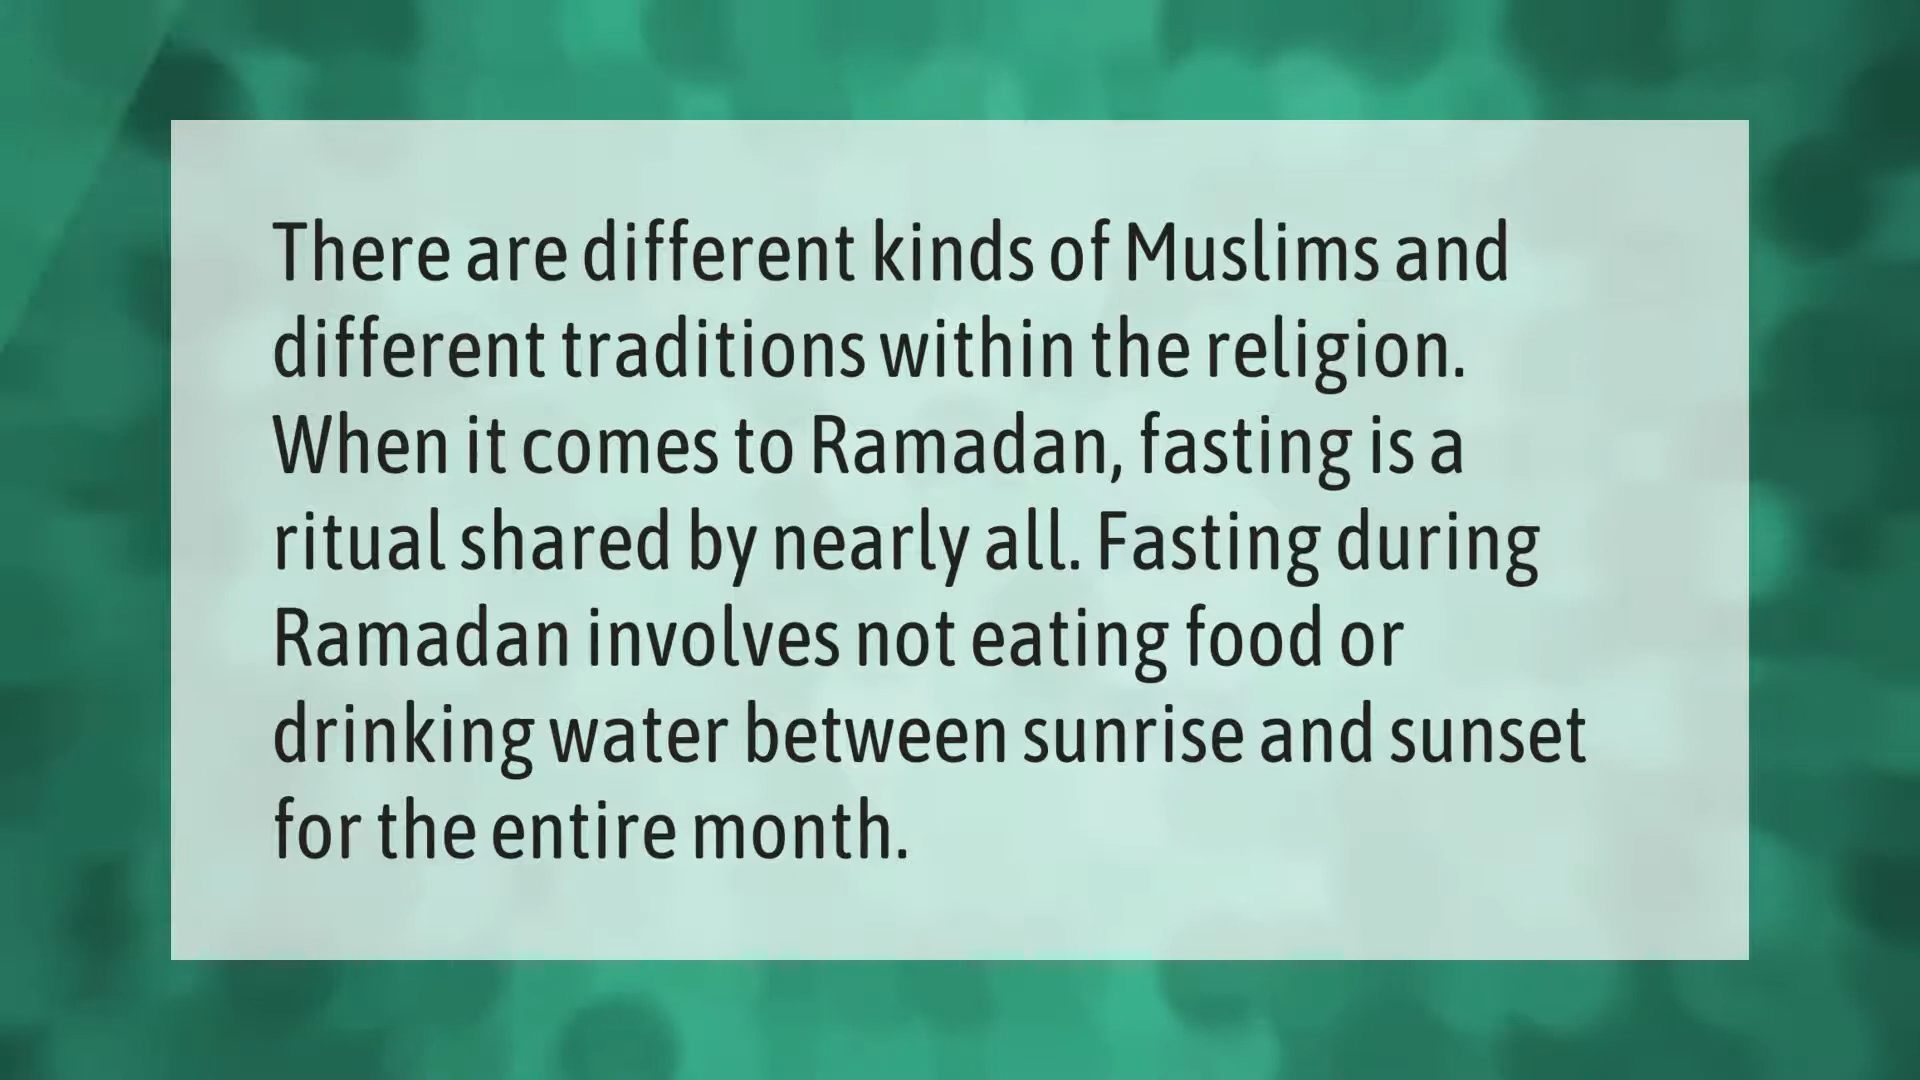 There are different kinds of Muslims and
different traditions within the religion.
When it comes to Ramadan, fasting is a
ritual shared by nearly all. Fasting during
Ramadan involves not eating food or
drinking water between sunrise and sunset
for the entire month.